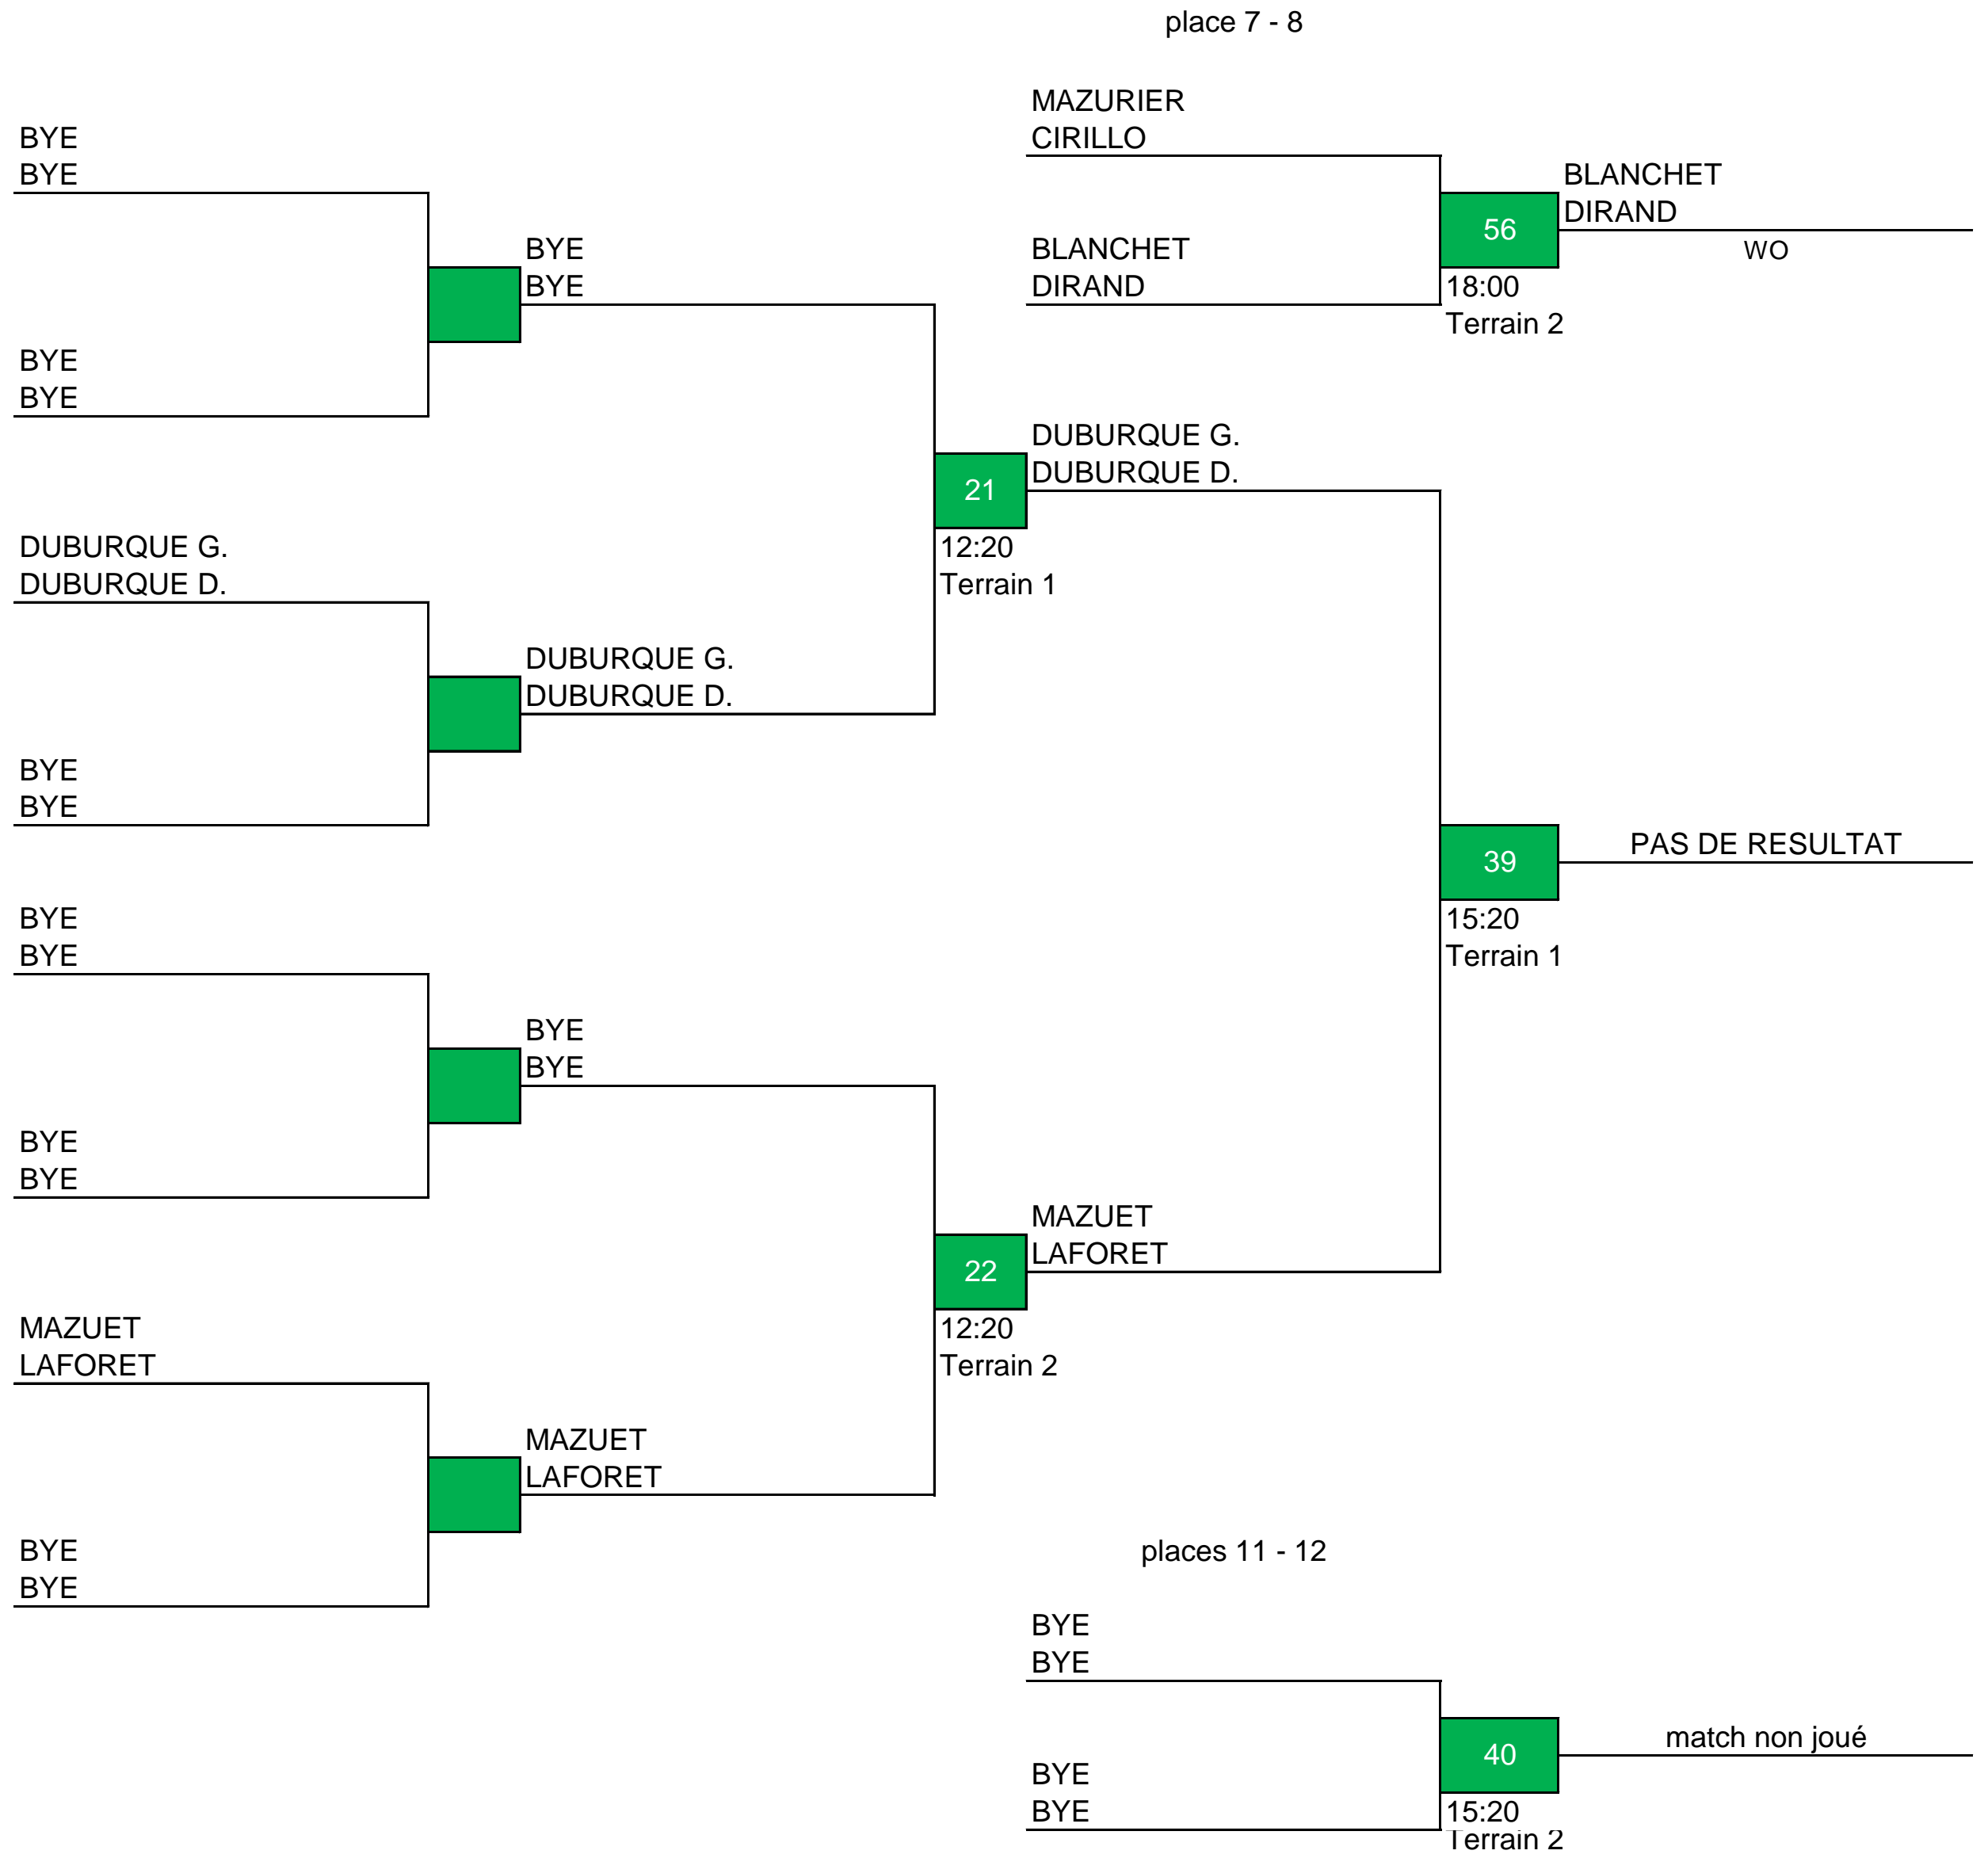 place 7 - 8
MAZURIER
CIRILLO
BYE
BYE
BLANCHET
DIRAND
56
WO
BYE
BYE
BLANCHET
DIRAND
18:00
Terrain 2
BYE
BYE
DUBURQUE G.
DUBURQUE D.
21
12:20
Terrain 1
DUBURQUE G.
DUBURQUE D.
DUBURQUE G.
DUBURQUE D.
BYE
BYE
39
PAS DE RESULTAT
15:20
Terrain 1
BYE
BYE
BYE
BYE
BYE
BYE
MAZUET
LAFORET
22
12:20
Terrain 2
MAZUET
LAFORET
MAZUET
LAFORET
BYE
BYE
places 11 - 12
BYE
BYE
40
match non joué
BYE
BYE
15:20
Terrain 2